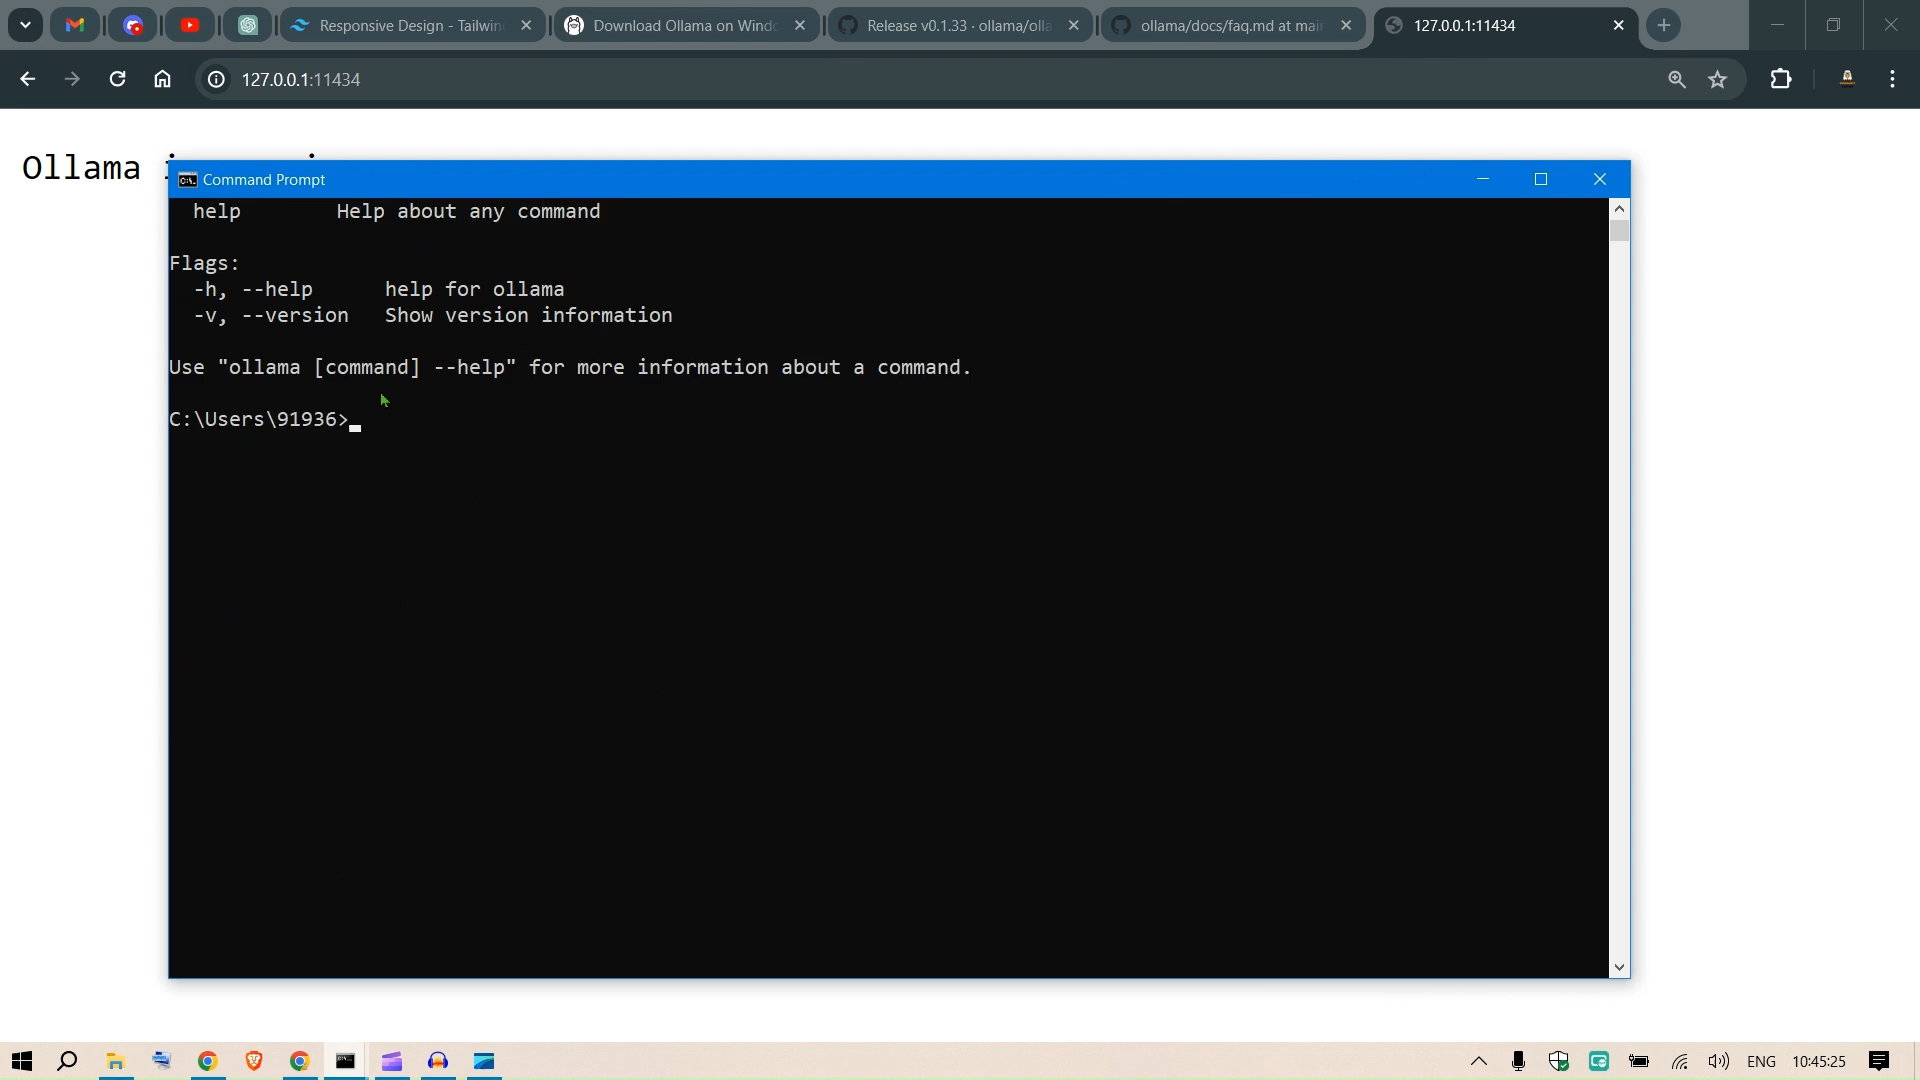 Responsive Design - Tailwin
Download Ollama on Windo
Release v0.1.33 · ollama/olla
ollama/docs/faq.md at main
127.0.0.1:11434
127.0.0.1:11434
Ollama
Command Prompt
help Help about any command
Flags:
-h, --help help for ollama
-v, --version Show version information
Use "ollama [command] --help" for more information about a command.
C:\Users\91936>
ENG 10:45:25